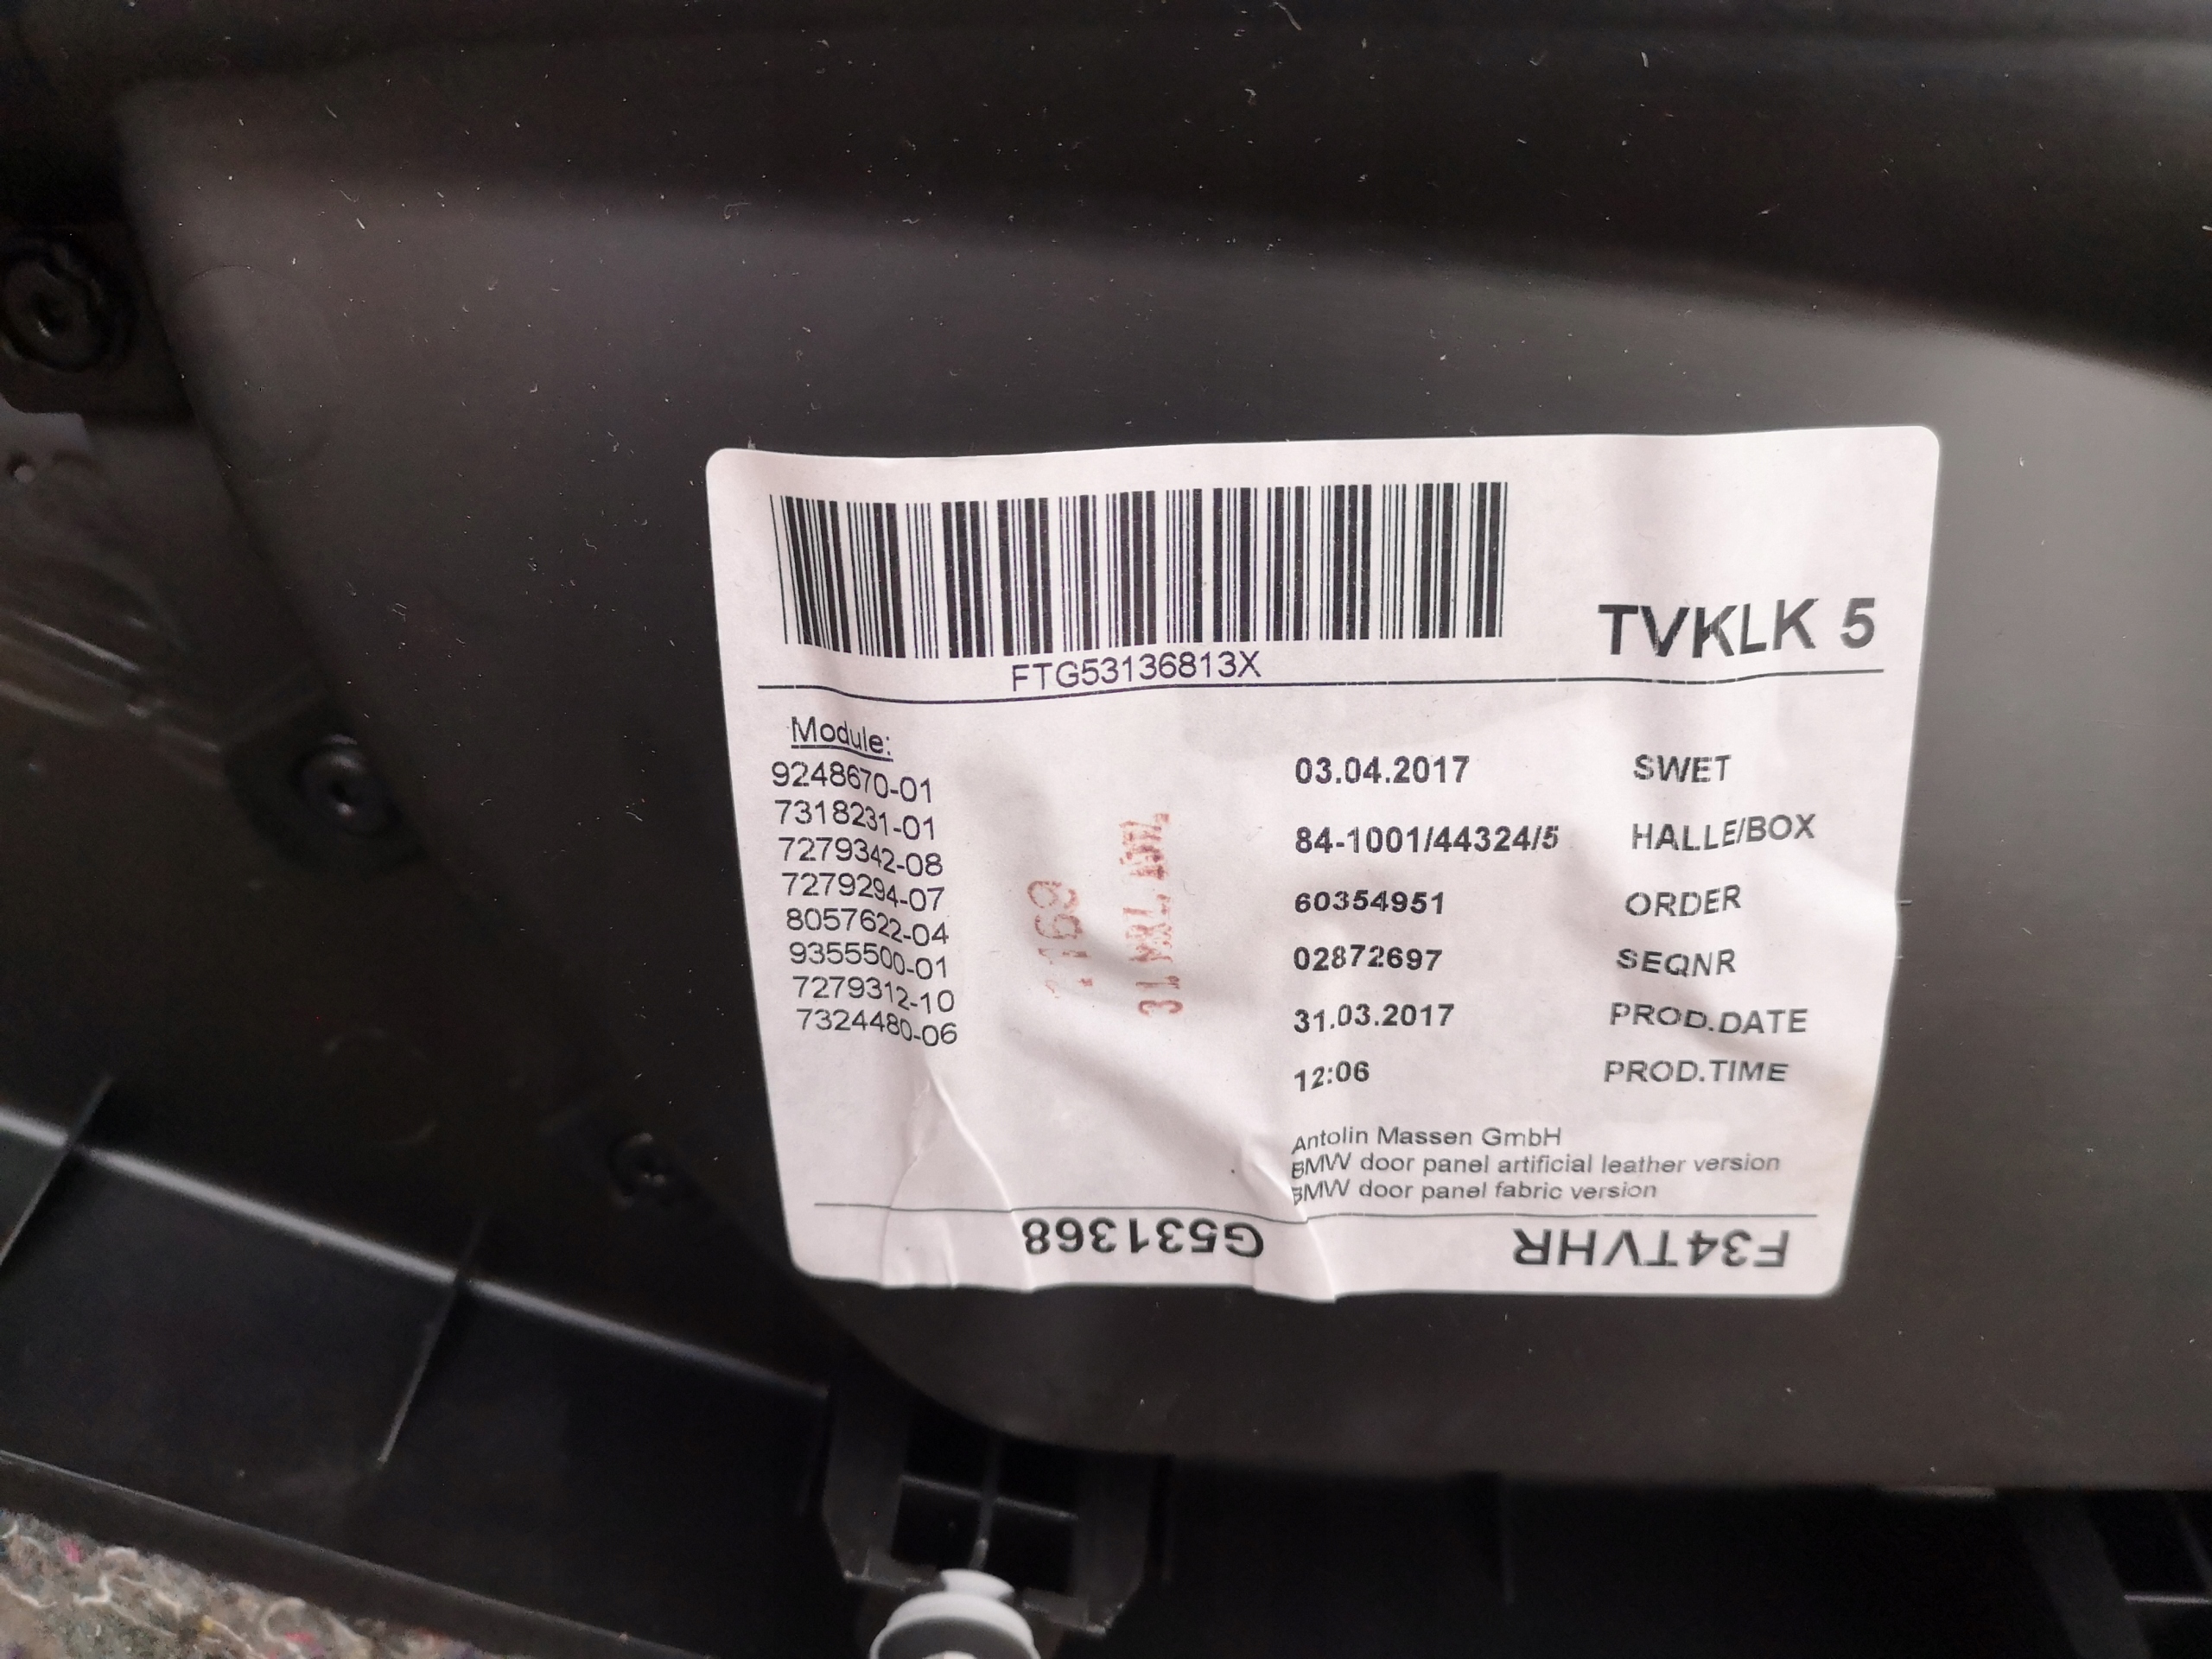 TVKLK 5
FTG53136813X
Module:
9248670-01
7318231-01
7279342-08
7279294-07
8057622-04
9355500-01
7279312-10
7324480-06
03.04.2017 SWET
84-1001/44324/5 HALLE/BOX
60354951 ORDER
02872697 SEQNR
31.03.2017 PROD.DATE
12:06 PROD.TIME
Antolin Massen GmbH
BMW door panel artificial leather version
BMW door panel fabric version
F34TVHR G531368